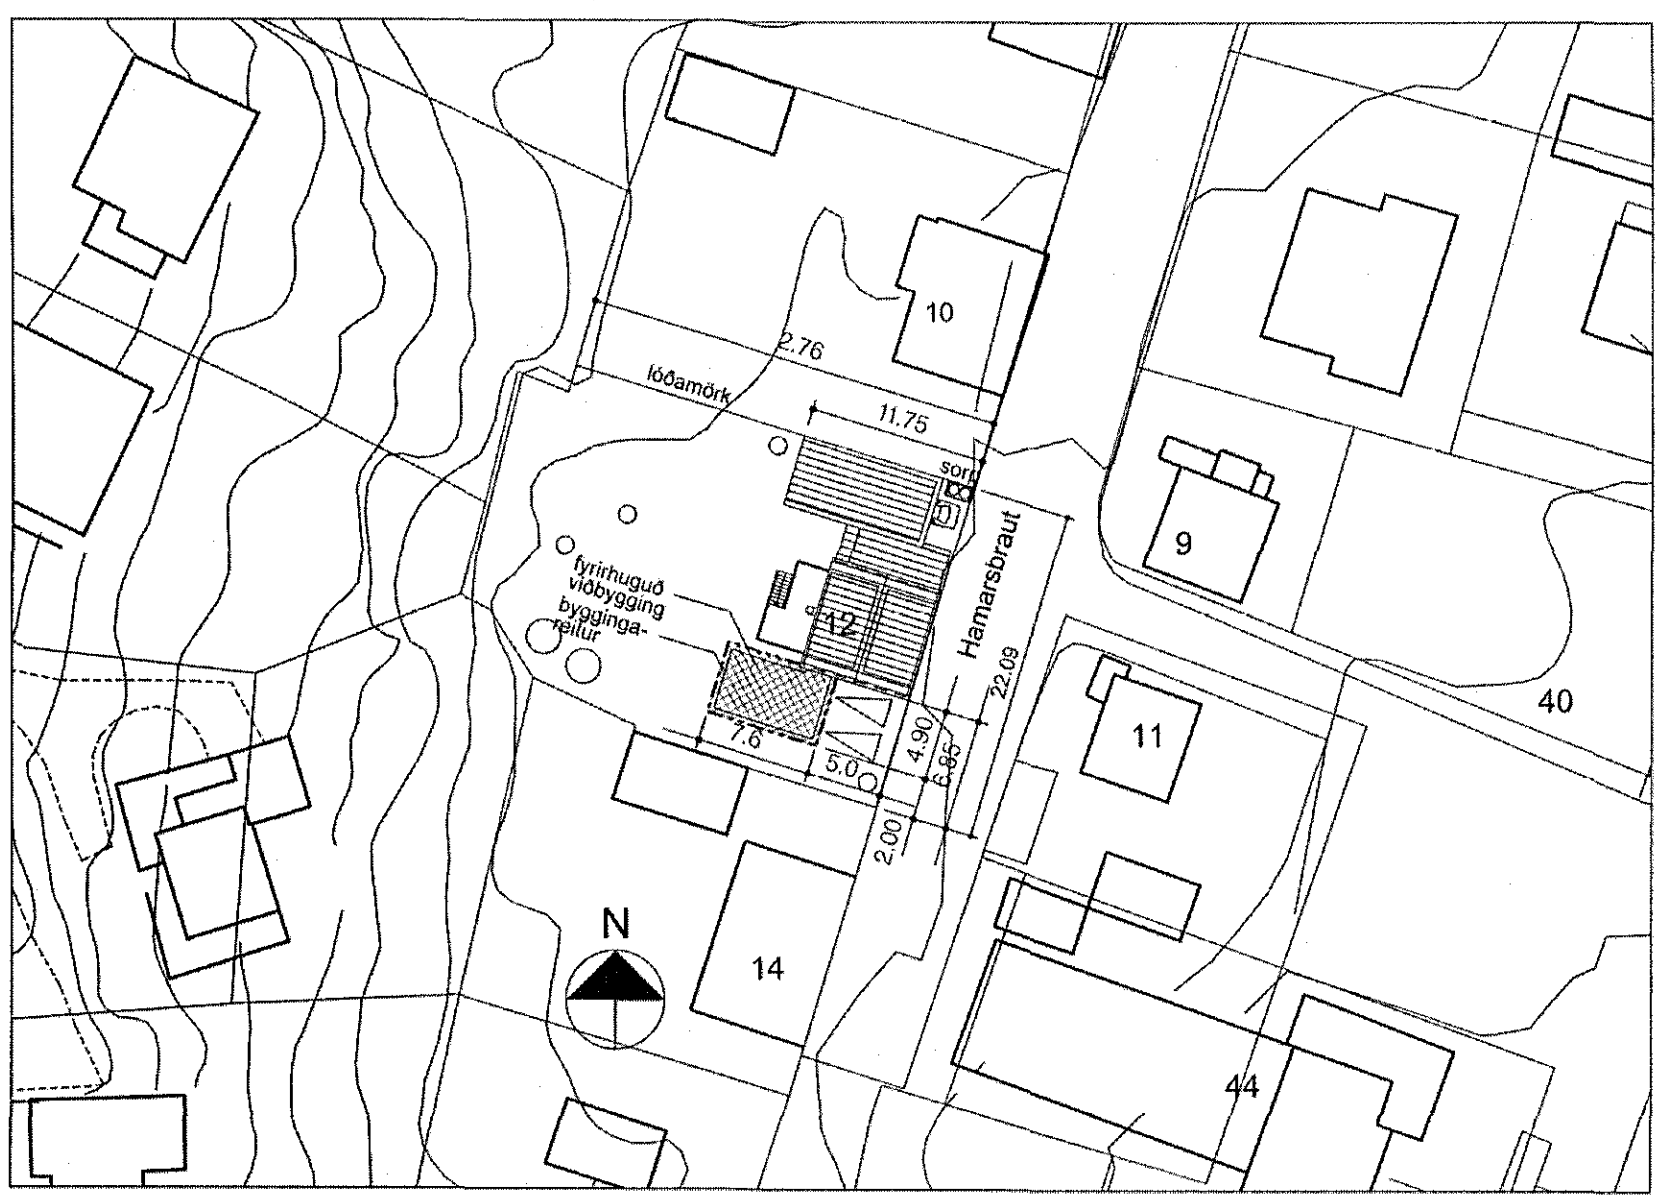 10
2.76
lóðamörk
11.75
sorp
Hamarsbraut
9
fyrirhuguð
viðbygging
bygginga-
reitur
12
22.09
40
11
7.6
5.0
4.90
6.85
2.00
N
14
44